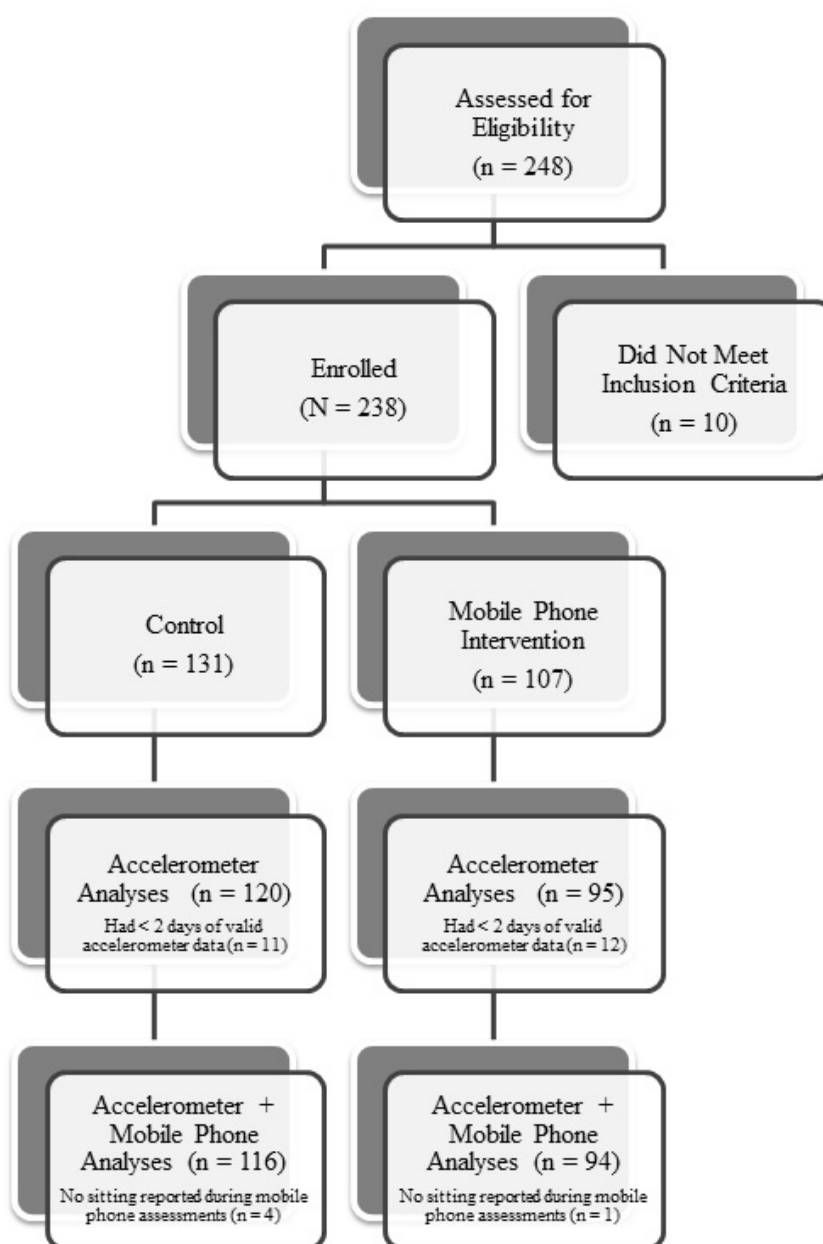 Assessed for
Eligibility
(n = 248)
Enrolled
(N = 238)
Did Not Meet
Inclusion Criteria
(n = 10)
Control
(n = 131)
Mobile Phone
Intervention
(n = 107)
Accelerometer
Analyses (n = 120)
Had < 2 days of valid
accelerometer data (n = 11)
Accelerometer
Analyses (n = 95)
Had < 2 days of valid
accelerometer data (n = 12)
Accelerometer +
Mobile Phone
Analyses (n = 116)
No sitting reported during mobile
phone assessments (n = 4)
Accelerometer +
Mobile Phone
Analyses (n = 94)
No sitting reported during mobile
phone assessments (n = 1)